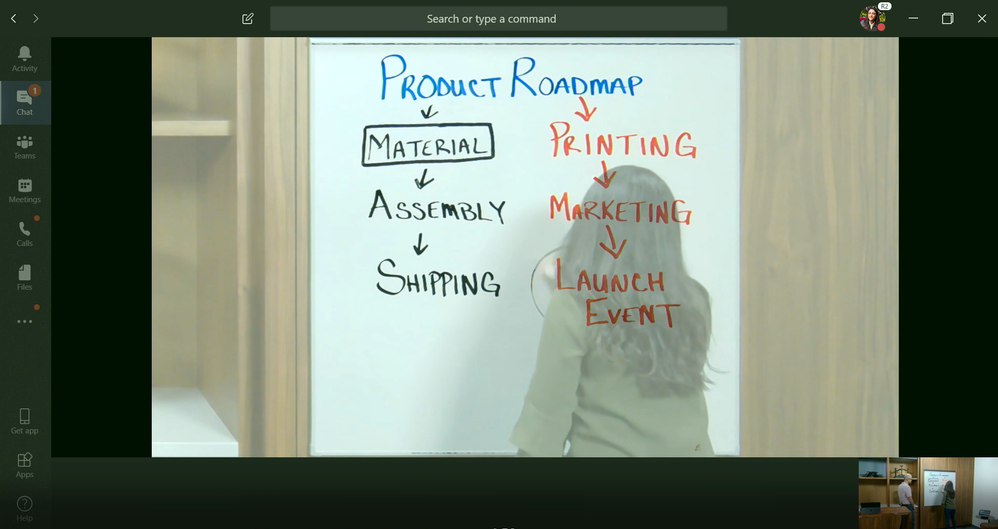 Search or type a command
R2
Activity
1
Chat
Teams
Meetings
Calls
Files
Get app
Apps
Help
PRODUCT ROADMAP
MATERIAL
ASSEMBLY
SHIPPING
PRINTING
MARKETING
LAUNCH
EVENT